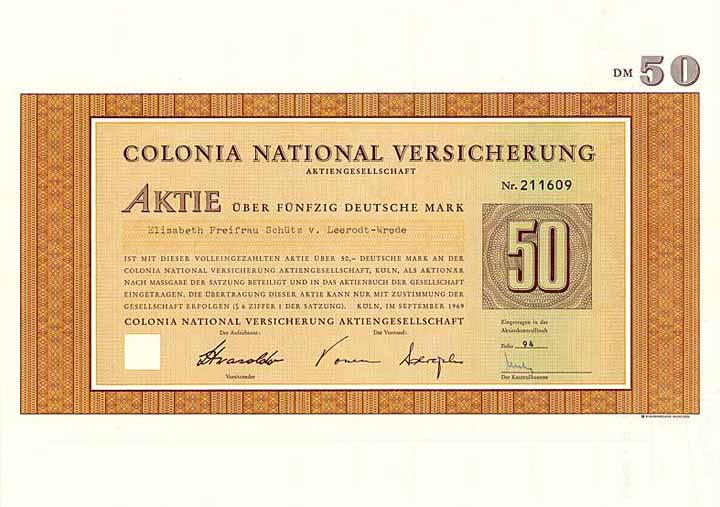 DM 50
COLONIA NATIONAL VERSICHERUNG
AKTIENGESELLSCHAFT
Nr. 211609
AKTIE ÜBER FÜNFZIG DEUTSCHE MARK
Elisabeth Freifrau Schütz v. Leerodt-Wrede
50
IST MIT DIESER VOLLEINGEZAHLTEN AKTIE ÜBER 50,– DEUTSCHE MARK AN DER
COLONIA NATIONAL VERSICHERUNG AKTIENGESELLSCHAFT, KÖLN, ALS AKTIONÄR
NACH MASSGABE DER SATZUNG BETEILIGT UND IN DAS AKTIENBUCH DER GESELLSCHAFT
EINGETRAGEN. DIE ÜBERTRAGUNG DIESER AKTIE KANN NUR MIT ZUSTIMMUNG DER
GESELLSCHAFT ERFOLGEN (§ 4 ZIFFER 1 DER SATZUNG). KÖLN, IM SEPTEMBER 1969
COLONIA NATIONAL VERSICHERUNG AKTIENGESELLSCHAFT
Der Aufsichtsrat:
Der Vorstand:
Vorsitzender
Eingetragen in das
Aktienkontrollbuch
Folio 94
Der Kontrollbeamte